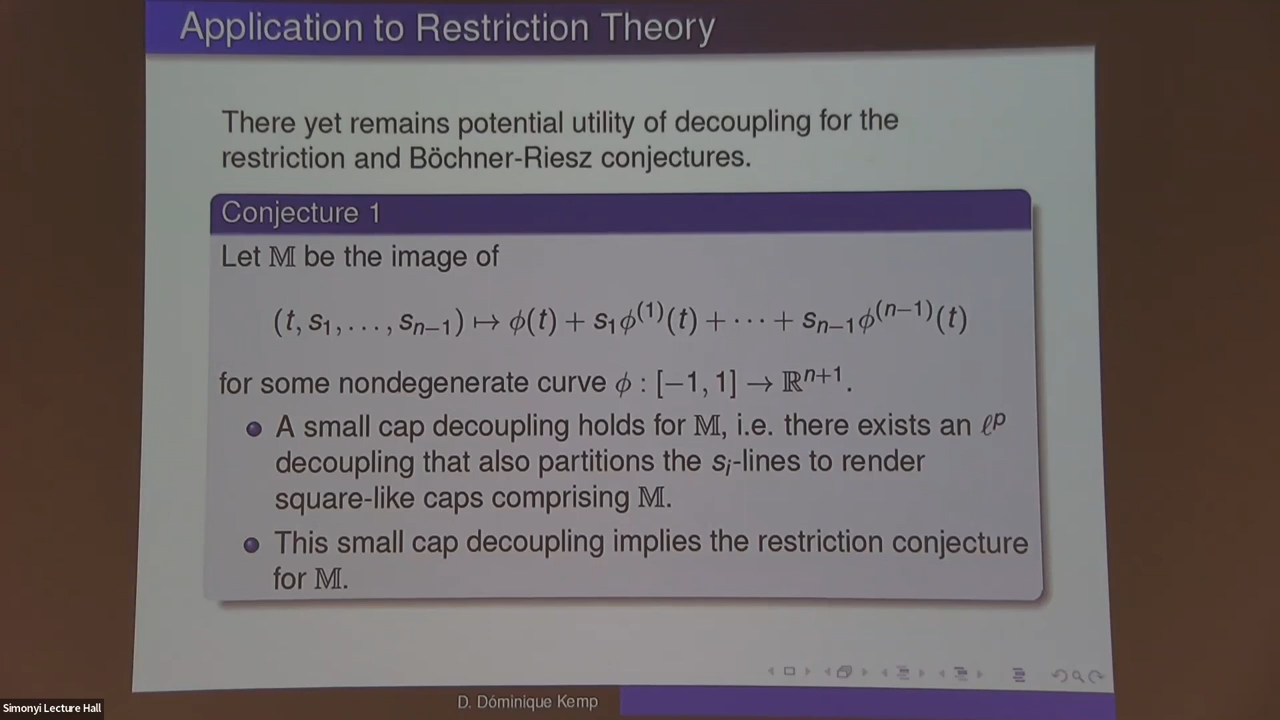 Application to Restriction Theory
There yet remains potential utility of decoupling for the
restriction and Böchner-Riesz conjectures.
Conjecture 1
Let 𝕄 be the image of
(t, s₁, . . . , sₙ₋₁) ↦ ϕ(t) + s₁ϕ⁽¹⁾(t) + · · · + sₙ₋₁ϕ⁽ⁿ⁻¹⁾(t)
for some nondegenerate curve ϕ : [−1, 1] → ℝⁿ⁺¹.
A small cap decoupling holds for 𝕄, i.e. there exists an ℓᵖ
decoupling that also partitions the sᵢ-lines to render
square-like caps comprising 𝕄.
This small cap decoupling implies the restriction conjecture
for 𝕄.
D. Dóminique Kemp
Simonyi Lecture Hall